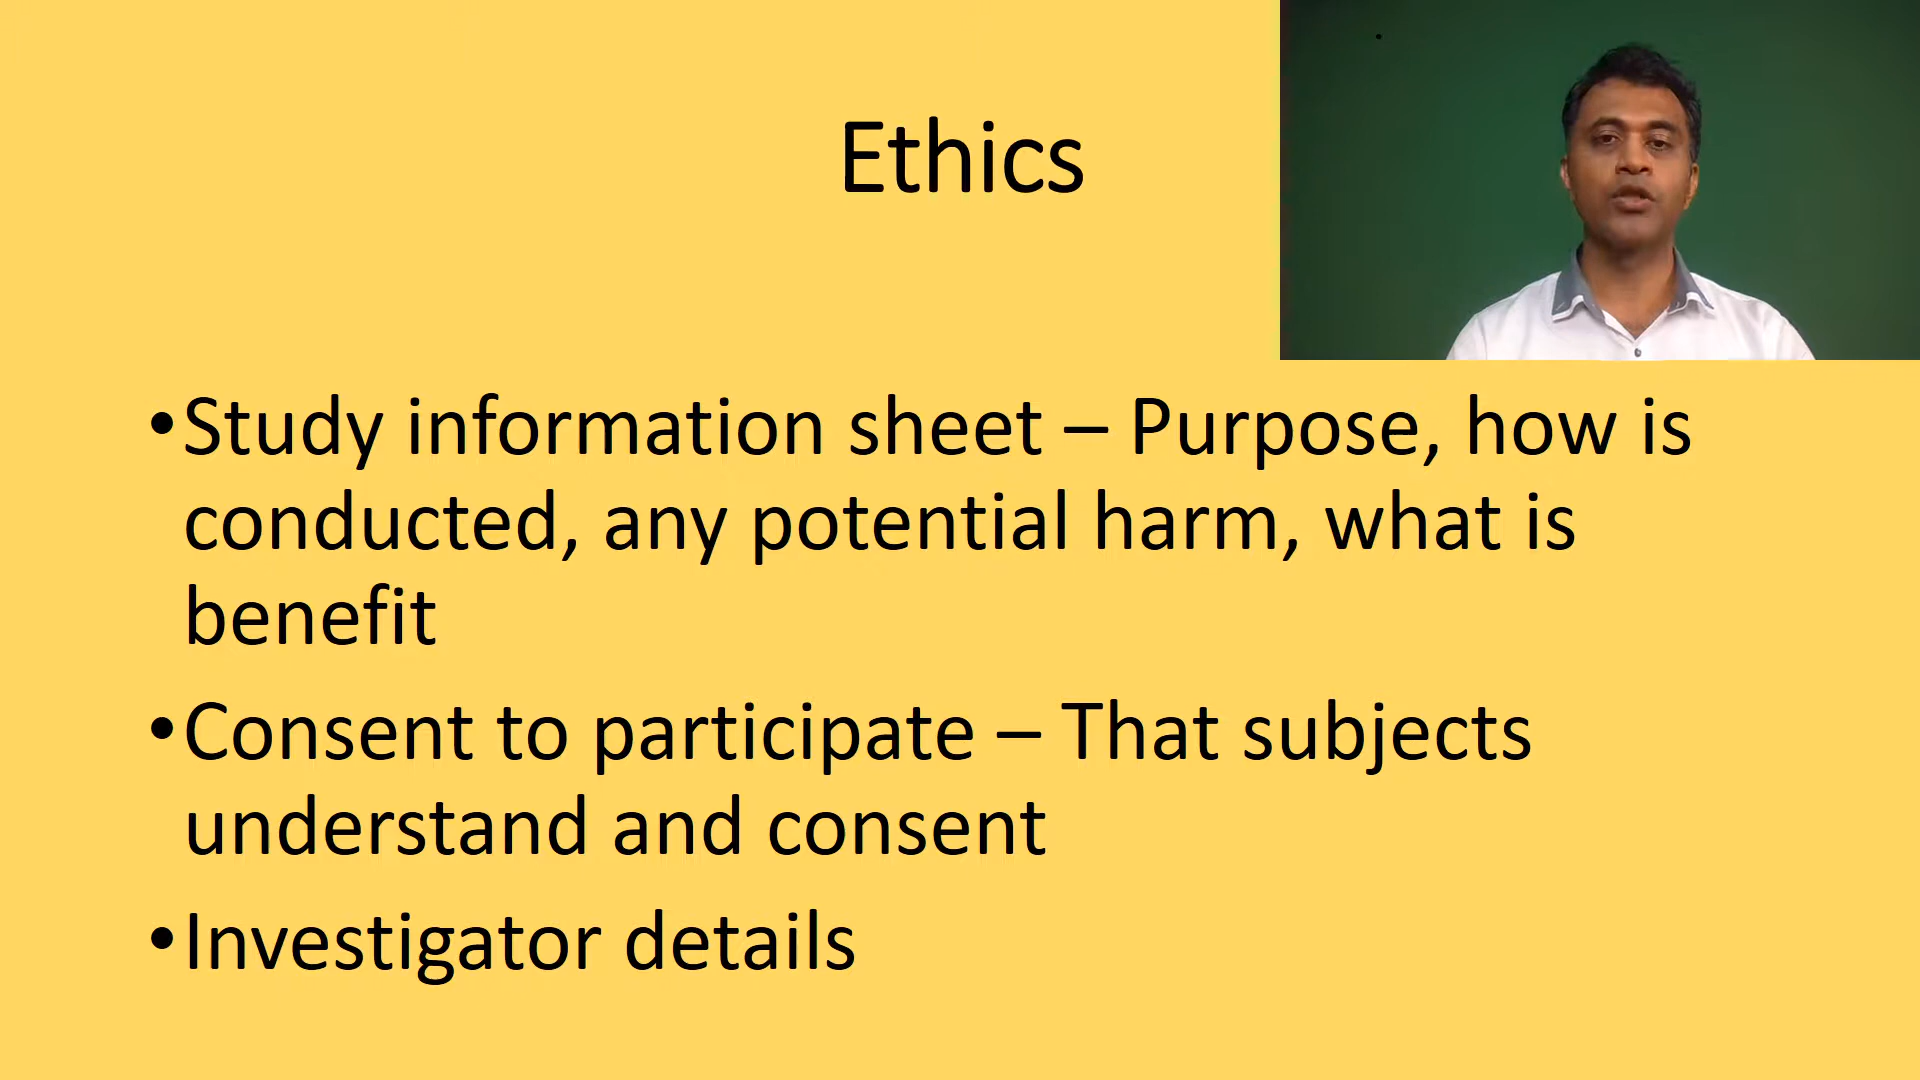 Ethics
•Study information sheet – Purpose, how is
conducted, any potential harm, what is
benefit
•Consent to participate – That subjects
understand and consent
•Investigator details